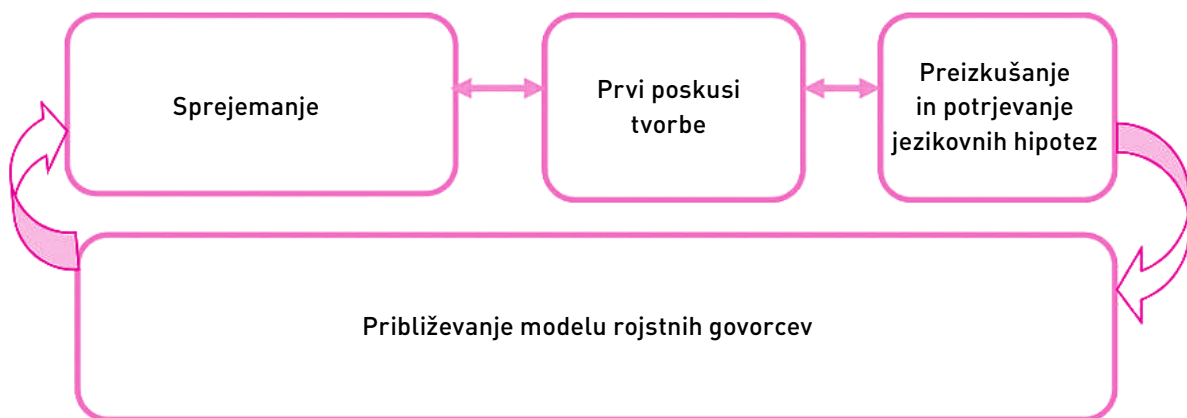 Sprejemanje
Prvi poskusi
tvorbe
Preizkušanje
in potrjevanje
jezikovnih hipotez
Približevanje modelu rojstnih govorcev